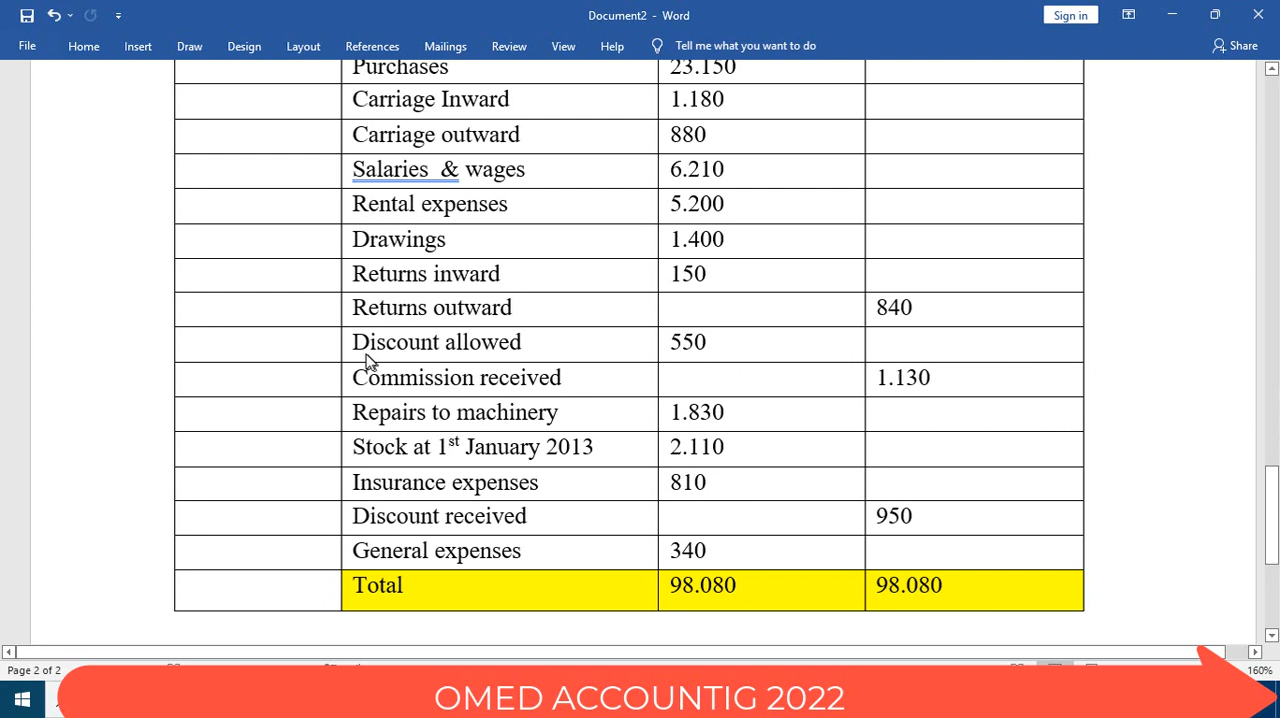 Document2 - Word
Sign in
File Home Insert Draw Design Layout References Mailings Review View Help Tell me what you want to do Share
Purchases 23.150
Carriage Inward 1.180
Carriage outward 880
Salaries & wages 6.210
Rental expenses 5.200
Drawings 1.400
Returns inward 150
Returns outward 840
Discount allowed 550
Commission received 1.130
Repairs to machinery 1.830
Stock at 1st January 2013 2.110
Insurance expenses 810
Discount received 950
General expenses 340
Total 98.080 98.080
Page 2 of 2 160%
OMED ACCOUNTIG 2022